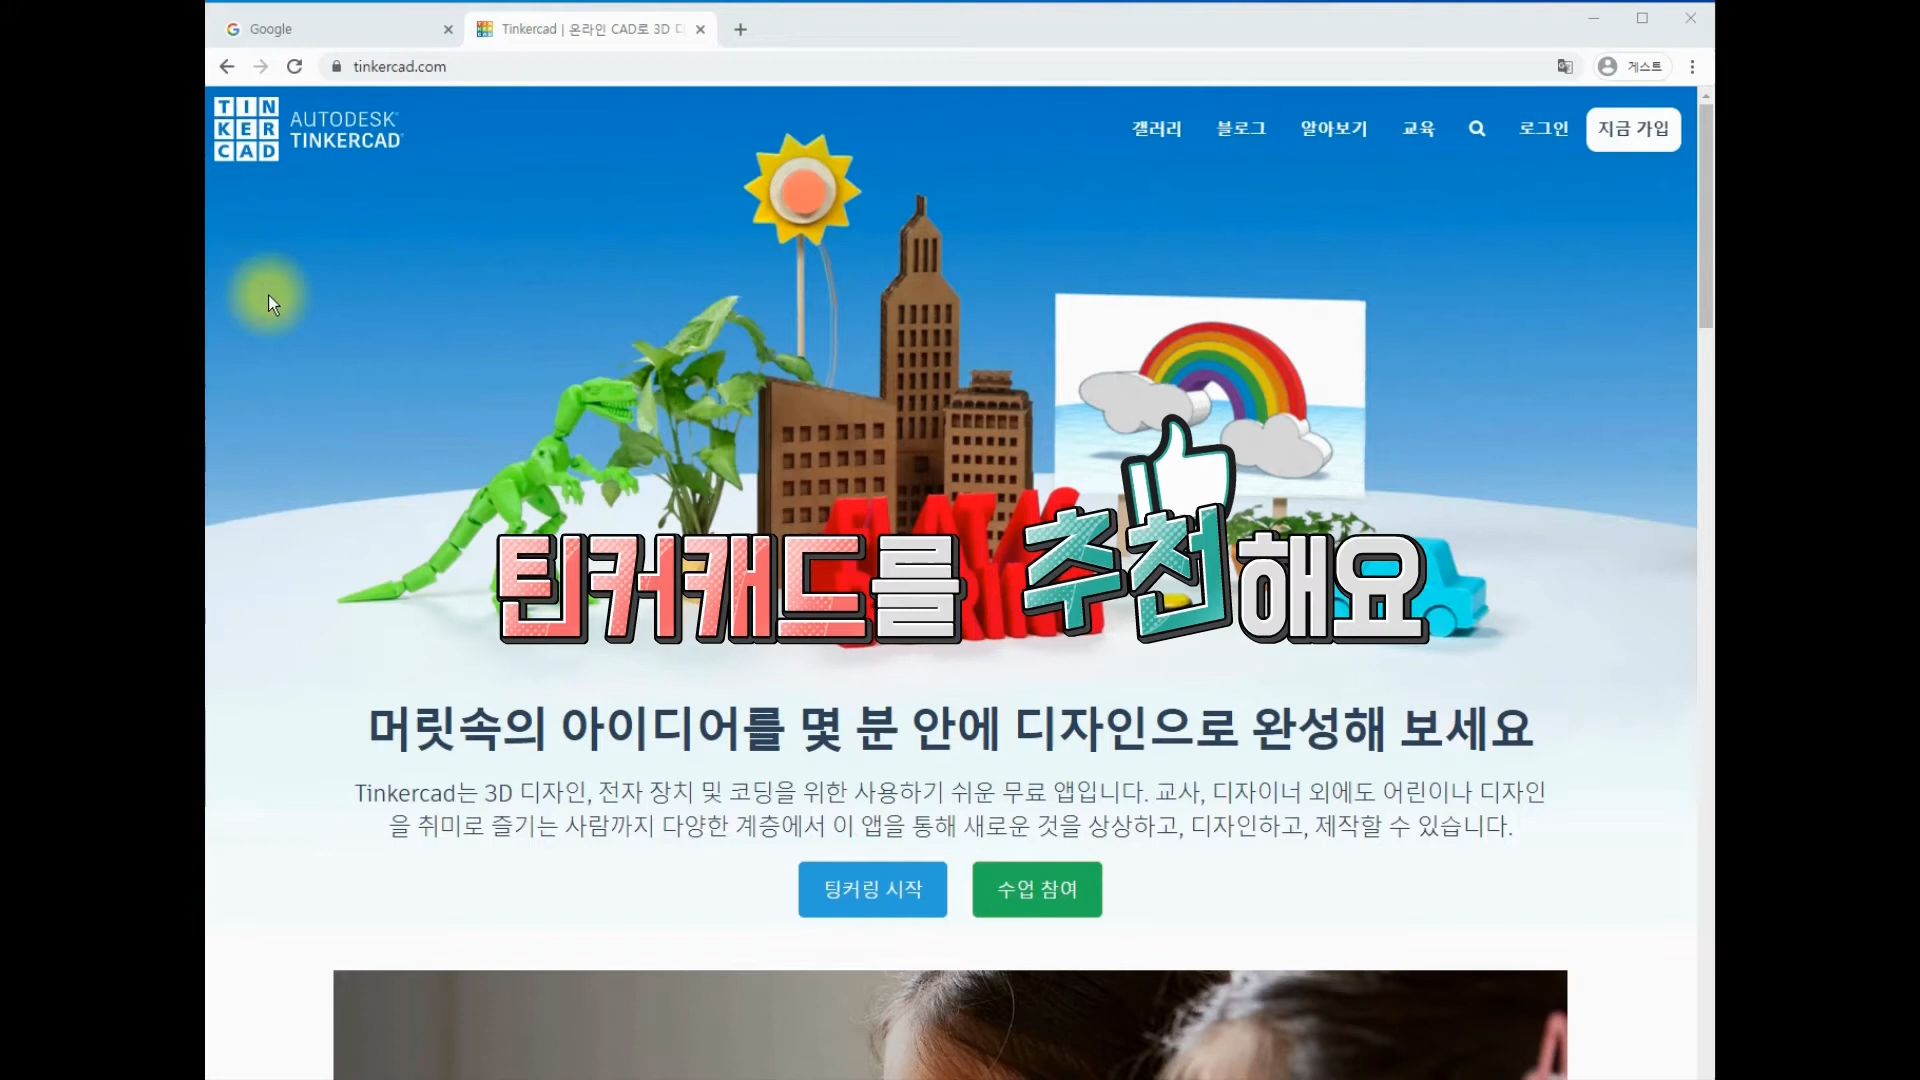 Google
Tinkercad | 온라인 CAD로 3D
tinkercad.com
게스트
TIN
KER
CAD
AUTODESK
TINKERCAD
갤러리 블로그 알아보기 교육 로그인 지금 가입
틴커캐드를 추천해요
머릿속의 아이디어를 몇 분 안에 디자인으로 완성해 보세요
Tinkercad는 3D 디자인, 전자 장치 및 코딩을 위한 사용하기 쉬운 무료 앱입니다. 교사, 디자이너 외에도 어린이나 디자인
을 취미로 즐기는 사람까지 다양한 계층에서 이 앱을 통해 새로운 것을 상상하고, 디자인하고, 제작할 수 있습니다.
팅커링 시작 수업 참여